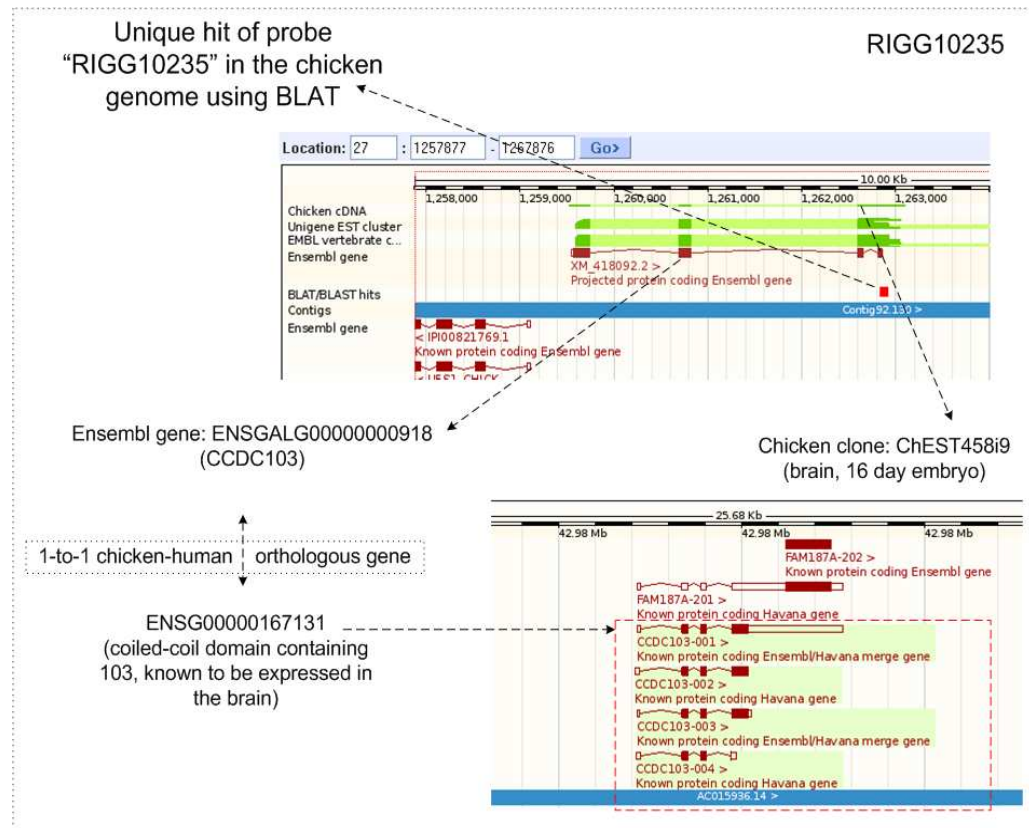 Unique hit of probe
“RIGG10235” in the chicken
genome using BLAT
RIGG10235
Location: 27 : 1257877 - 1267876 Go>
10.00 Kb
1,258,000 1,259,000 1,260,000 1,261,000 1,262,000 1,263,000
Chicken cDNA
Unigene EST cluster
EMBL vertebrate c...
Ensembl gene
XM_418092.2 >
Projected protein coding Ensembl gene
BLAT/BLAST hits
Contigs
Contig92.130 >
Ensembl gene
< IPI00821769.1
Known protein coding Ensembl gene
Ensembl gene: ENSGALG00000000918
(CCDC103)
Chicken clone: ChEST458i9
(brain, 16 day embryo)
1-to-1 chicken-human orthologous gene
25.68 Kb
42.98 Mb 42.98 Mb 42.98 Mb
FAM187A-202 >
Known protein coding Ensembl gene
FAM187A-201 >
Known protein coding Havana gene
ENSG00000167131
(coiled-coil domain containing
103, known to be expressed in
the brain)
CCDC103-001 >
Known protein coding Ensembl/Havana merge gene
CCDC103-002 >
Known protein coding Havana gene
CCDC103-003 >
Known protein coding Ensembl/Havana merge gene
CCDC103-004 >
Known protein coding Havana gene
AC015936.14 >